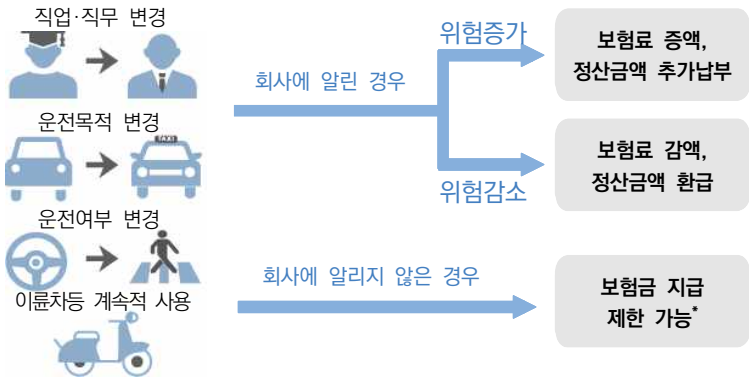 직업·직무 변경
운전목적 변경
TAXI
운전여부 변경
이륜차등 계속적 사용
회사에 알린 경우
위험증가
위험감소
보험료 증액,
정산금액 추가납부
보험료 감액,
정산금액 환급
회사에 알리지 않은 경우
보험금 지급
제한 가능*